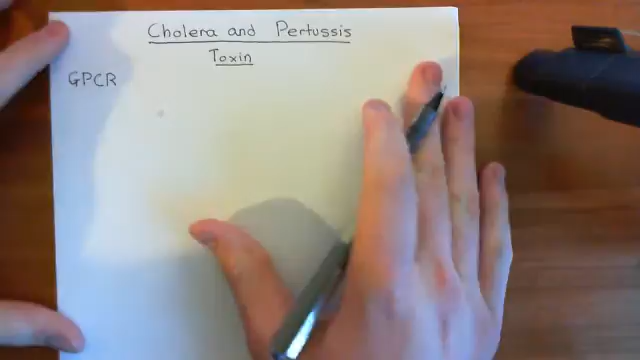 Cholera and Pertussis
Toxin
GPCR